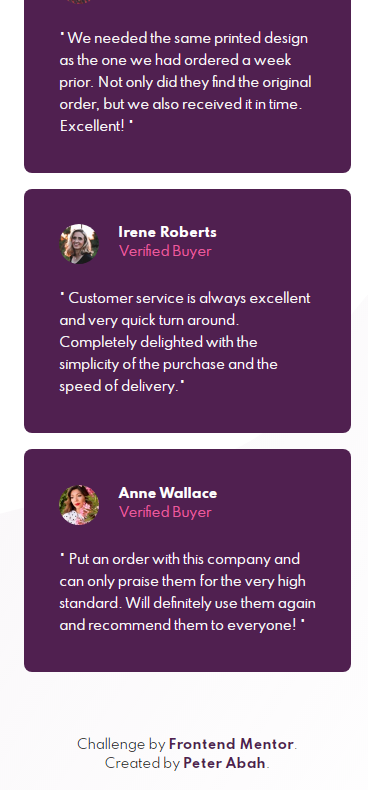 " We needed the same printed design
as the one we had ordered a week
prior. Not only did they find the original
order, but we also received it in time.
Excellent! "
Irene Roberts
Verified Buyer
" Customer service is always excellent
and very quick turn around.
Completely delighted with the
simplicity of the purchase and the
speed of delivery."
Anne Wallace
Verified Buyer
" Put an order with this company and
can only praise them for the very high
standard. Will definitely use them again
and recommend them to everyone! "
Challenge by Frontend Mentor.
Created by Peter Abah.